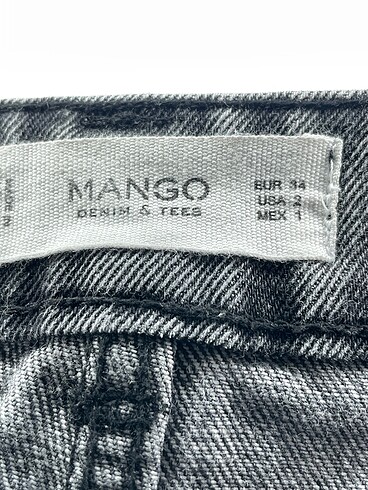 MANGO
DENIM & TEES
EUR 34
USA 2
MEX 1